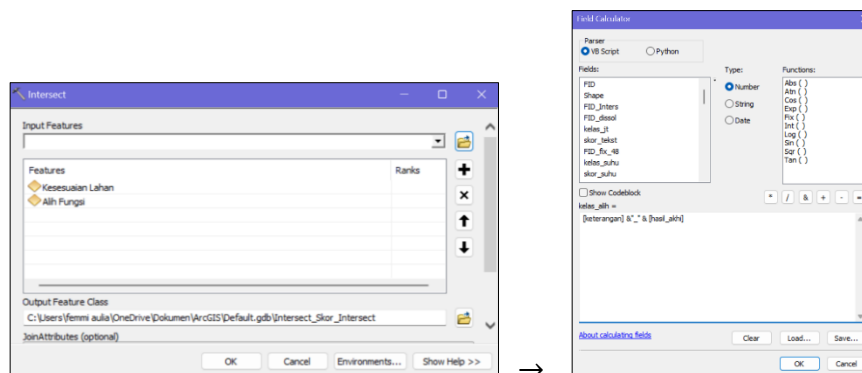 Intersect
Input Features
Features Ranks
Kesesuaian Lahan
Alih Fungsi
Output Feature Class
C:\Users\femmi aulia\OneDrive\Dokumen\ArcGIS\Default.gdb\Intersect_Skor_Intersect
JoinAttributes (optional)
OK Cancel Environments... Show Help >>
→
Field Calculator
Parser
VB Script Python
Fields: Type: Functions:
FID
Shape
FID_Inters
FID_dissol
kelas_jt
skor_tekst
FID_fix_48
kelas_suhu
skor_suhu
Number
String
Date
Abs ( )
Atn ( )
Cos ( )
Exp ( )
Fix ( )
Int ( )
Log ( )
Sin ( )
Sqr ( )
Tan ( )
Show Codeblock
* / & + - =
kelas_alih =
[keterangan] &"_" & [hasil_akhi]
About calculating fields Clear Load... Save...
OK Cancel